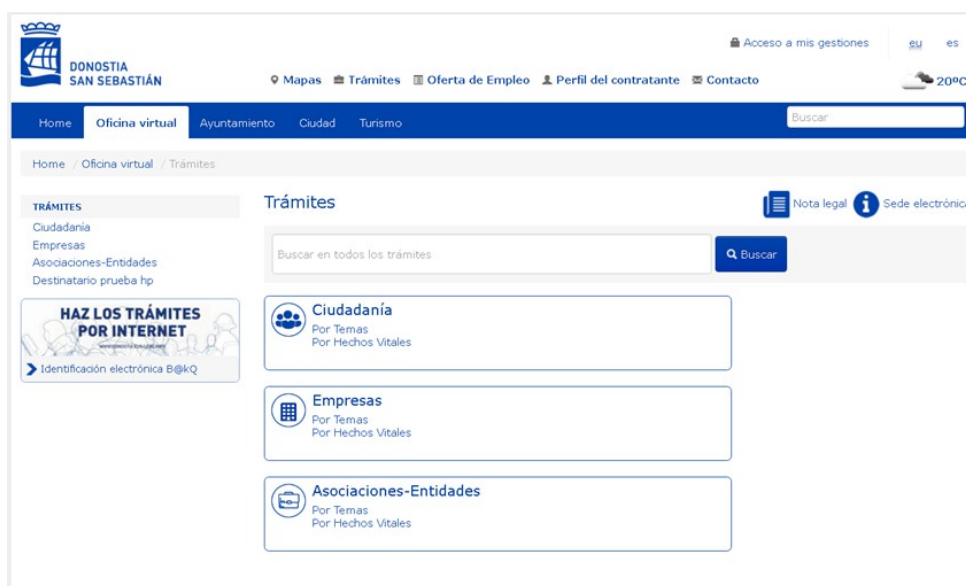 Acceso a mis gestiones eu es
DONOSTIA
SAN SEBASTIÁN
Mapas Trámites Oferta de Empleo Perfil del contratante Contacto 20ºC
Home Oficina virtual Ayuntamiento Ciudad Turismo Buscar
Home / Oficina virtual / Trámites
TRÁMITES
Ciudadanía
Empresas
Asociaciones-Entidades
Destinatario prueba hp
HAZ LOS TRÁMITES
POR INTERNET
Identificación electrónica B@kQ
Trámites
Nota legal Sede electrónica
Buscar en todos los trámites Buscar
Ciudadanía
Por Temas
Por Hechos Vitales
Empresas
Por Temas
Por Hechos Vitales
Asociaciones-Entidades
Por Temas
Por Hechos Vitales